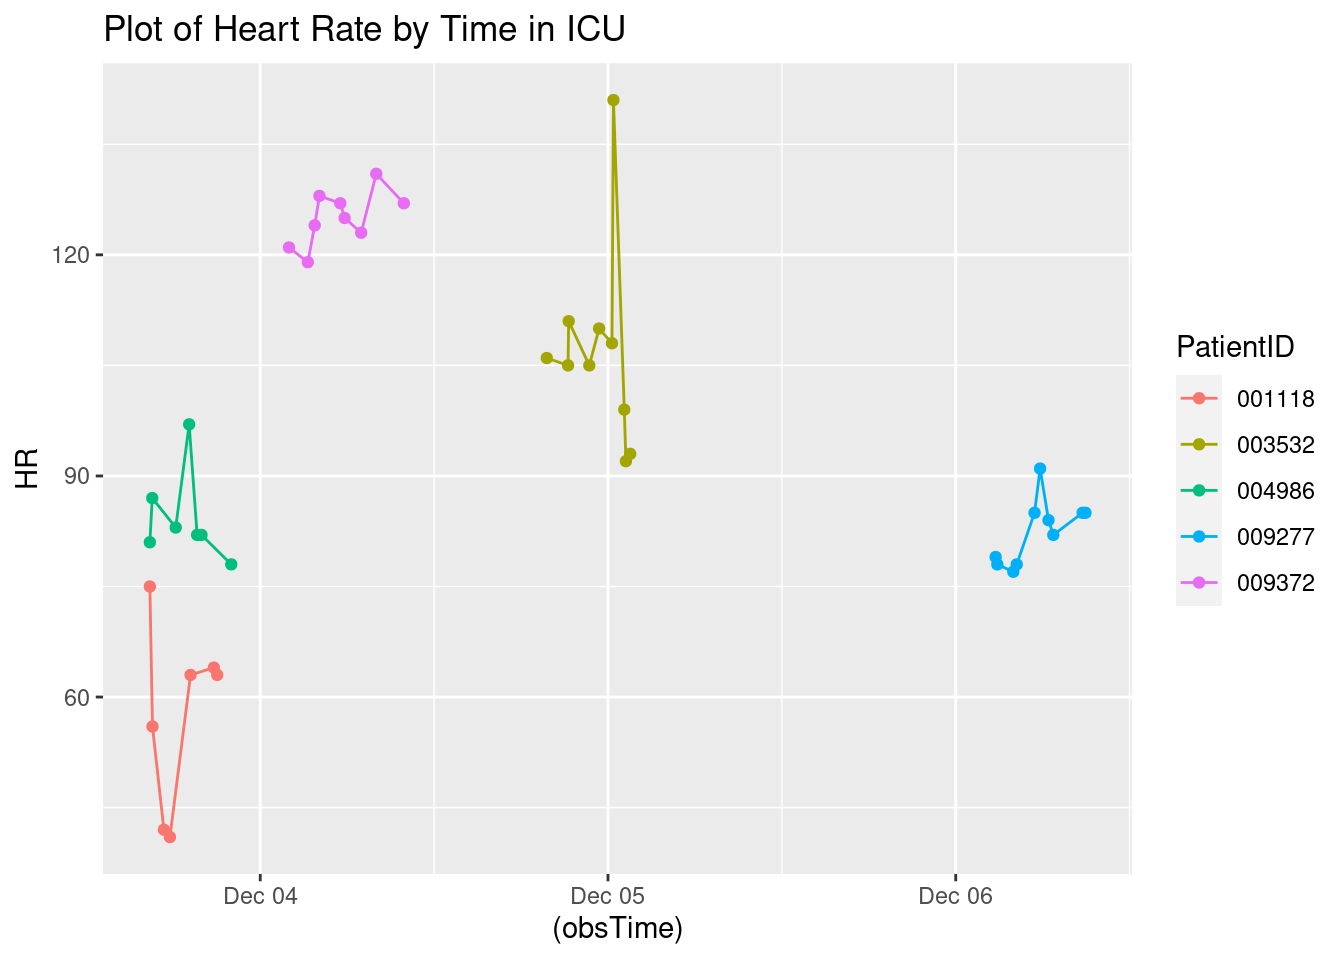 Plot of Heart Rate by Time in ICU
HR
120
90
60
Dec 04 Dec 05 Dec 06
(obsTime)
PatientID
001118
003532
004986
009277
009372